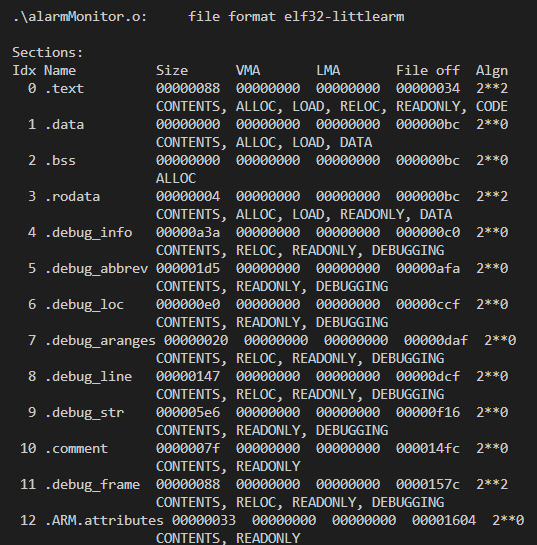 .\alarmMonitor.o:     file format elf32-littlearm

Sections:
Idx Name          Size      VMA       LMA       File off  Algn
  0 .text         00000088  00000000  00000000  00000034  2**2
                  CONTENTS, ALLOC, LOAD, RELOC, READONLY, CODE
  1 .data         00000000  00000000  00000000  000000bc  2**0
                  CONTENTS, ALLOC, LOAD, DATA
  2 .bss          00000000  00000000  00000000  000000bc  2**0
                  ALLOC
  3 .rodata       00000004  00000000  00000000  000000bc  2**2
                  CONTENTS, ALLOC, LOAD, READONLY, DATA
  4 .debug_info   00000a3a  00000000  00000000  000000c0  2**0
                  CONTENTS, RELOC, READONLY, DEBUGGING
  5 .debug_abbrev 000001d5  00000000  00000000  00000afa  2**0
                  CONTENTS, READONLY, DEBUGGING
  6 .debug_loc    000000e0  00000000  00000000  00000ccf  2**0
                  CONTENTS, READONLY, DEBUGGING
  7 .debug_aranges 00000020  00000000  00000000  00000daf  2**0
                  CONTENTS, RELOC, READONLY, DEBUGGING
  8 .debug_line   00000147  00000000  00000000  00000dcf  2**0
                  CONTENTS, RELOC, READONLY, DEBUGGING
  9 .debug_str    000005e6  00000000  00000000  00000f16  2**0
                  CONTENTS, READONLY, DEBUGGING
 10 .comment      0000007f  00000000  00000000  000014fc  2**0
                  CONTENTS, READONLY
 11 .debug_frame  00000088  00000000  00000000  0000157c  2**2
                  CONTENTS, RELOC, READONLY, DEBUGGING
 12 .ARM.attributes 00000033  00000000  00000000  00001604  2**0
                  CONTENTS, READONLY